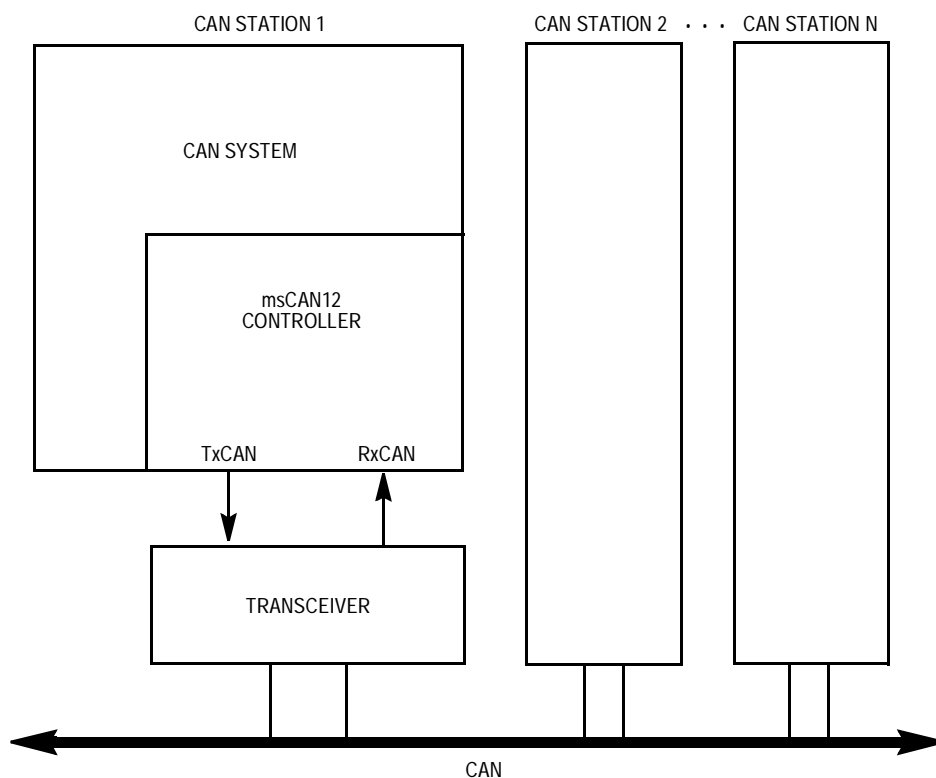 CAN STATION 1
CAN STATION 2 · · · CAN STATION N
CAN SYSTEM
msCAN12
CONTROLLER
TxCAN
RxCAN
TRANSCEIVER
CAN